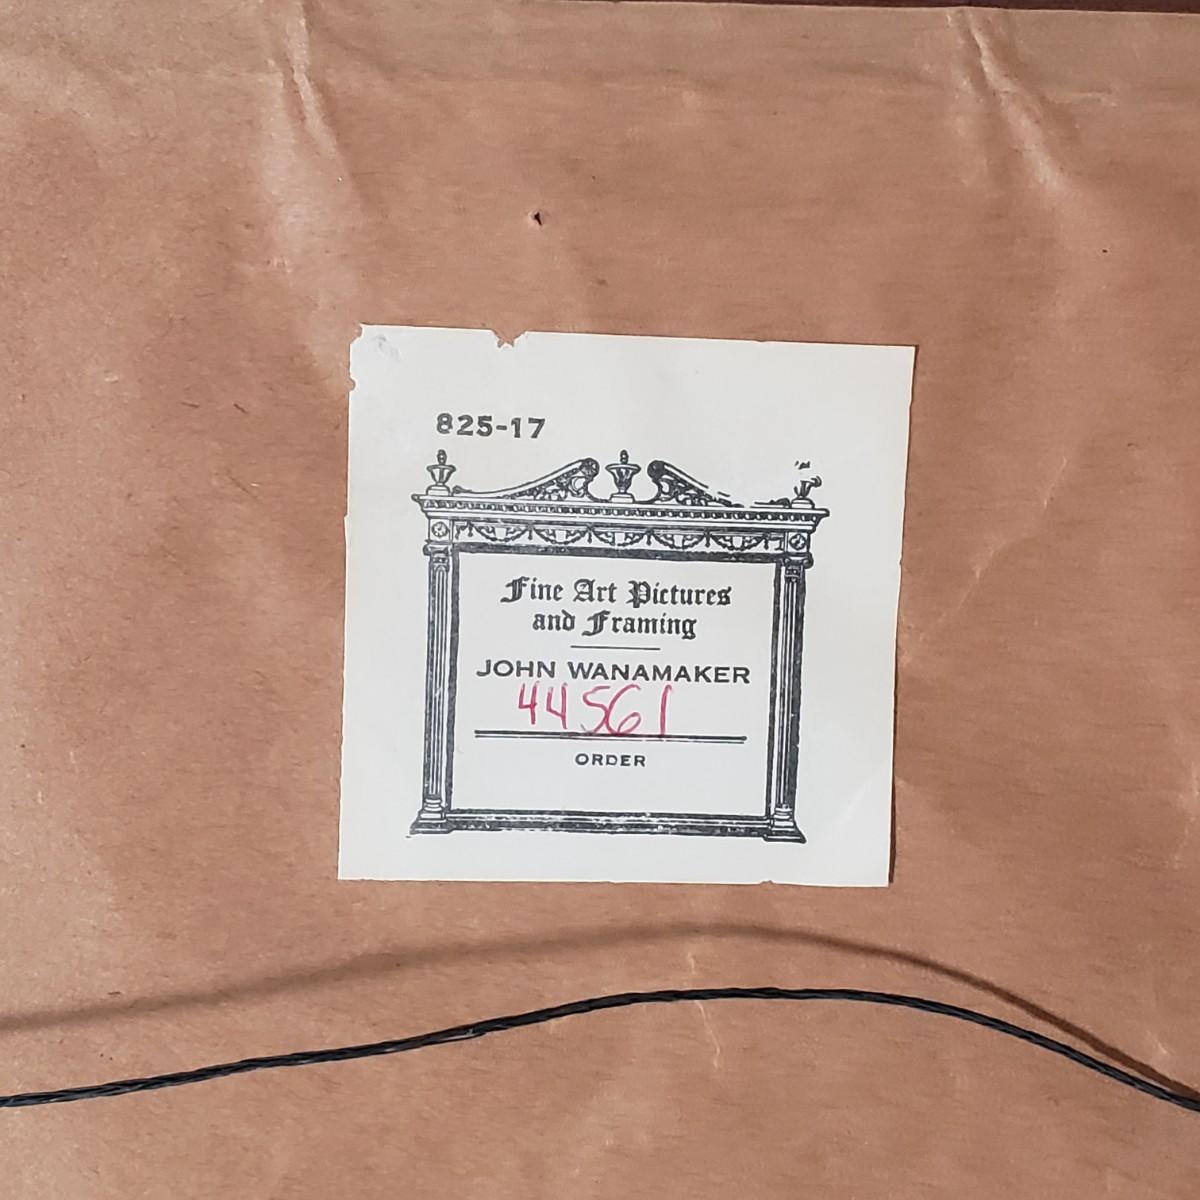 825-17
Fine Art Pictures
and Framing
JOHN WANAMAKER
44561
ORDER